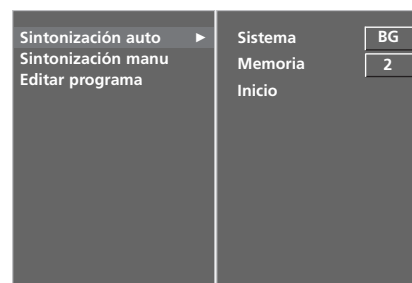 Sintonización auto ►
Sintonización manu
Editar programa
Sistema BG
Memoria 2
Inicio